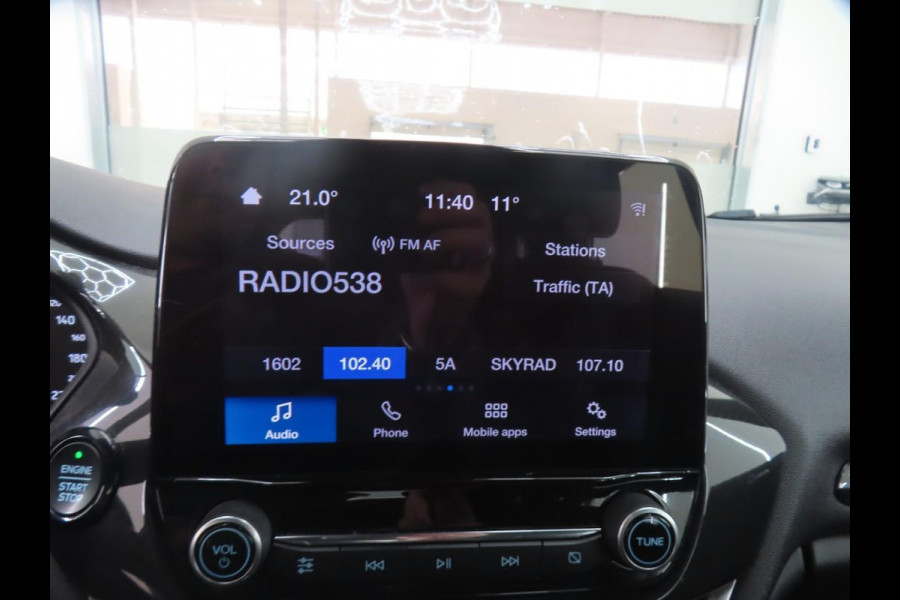 21.0° 11:40 11°
Sources FM AF Stations
RADIO538 Traffic (TA)
1602 102.40 5A SKYRAD 107.10
Audio Phone Mobile apps Settings
140
160
180
ENGINE
START
STOP
VOL TUNE